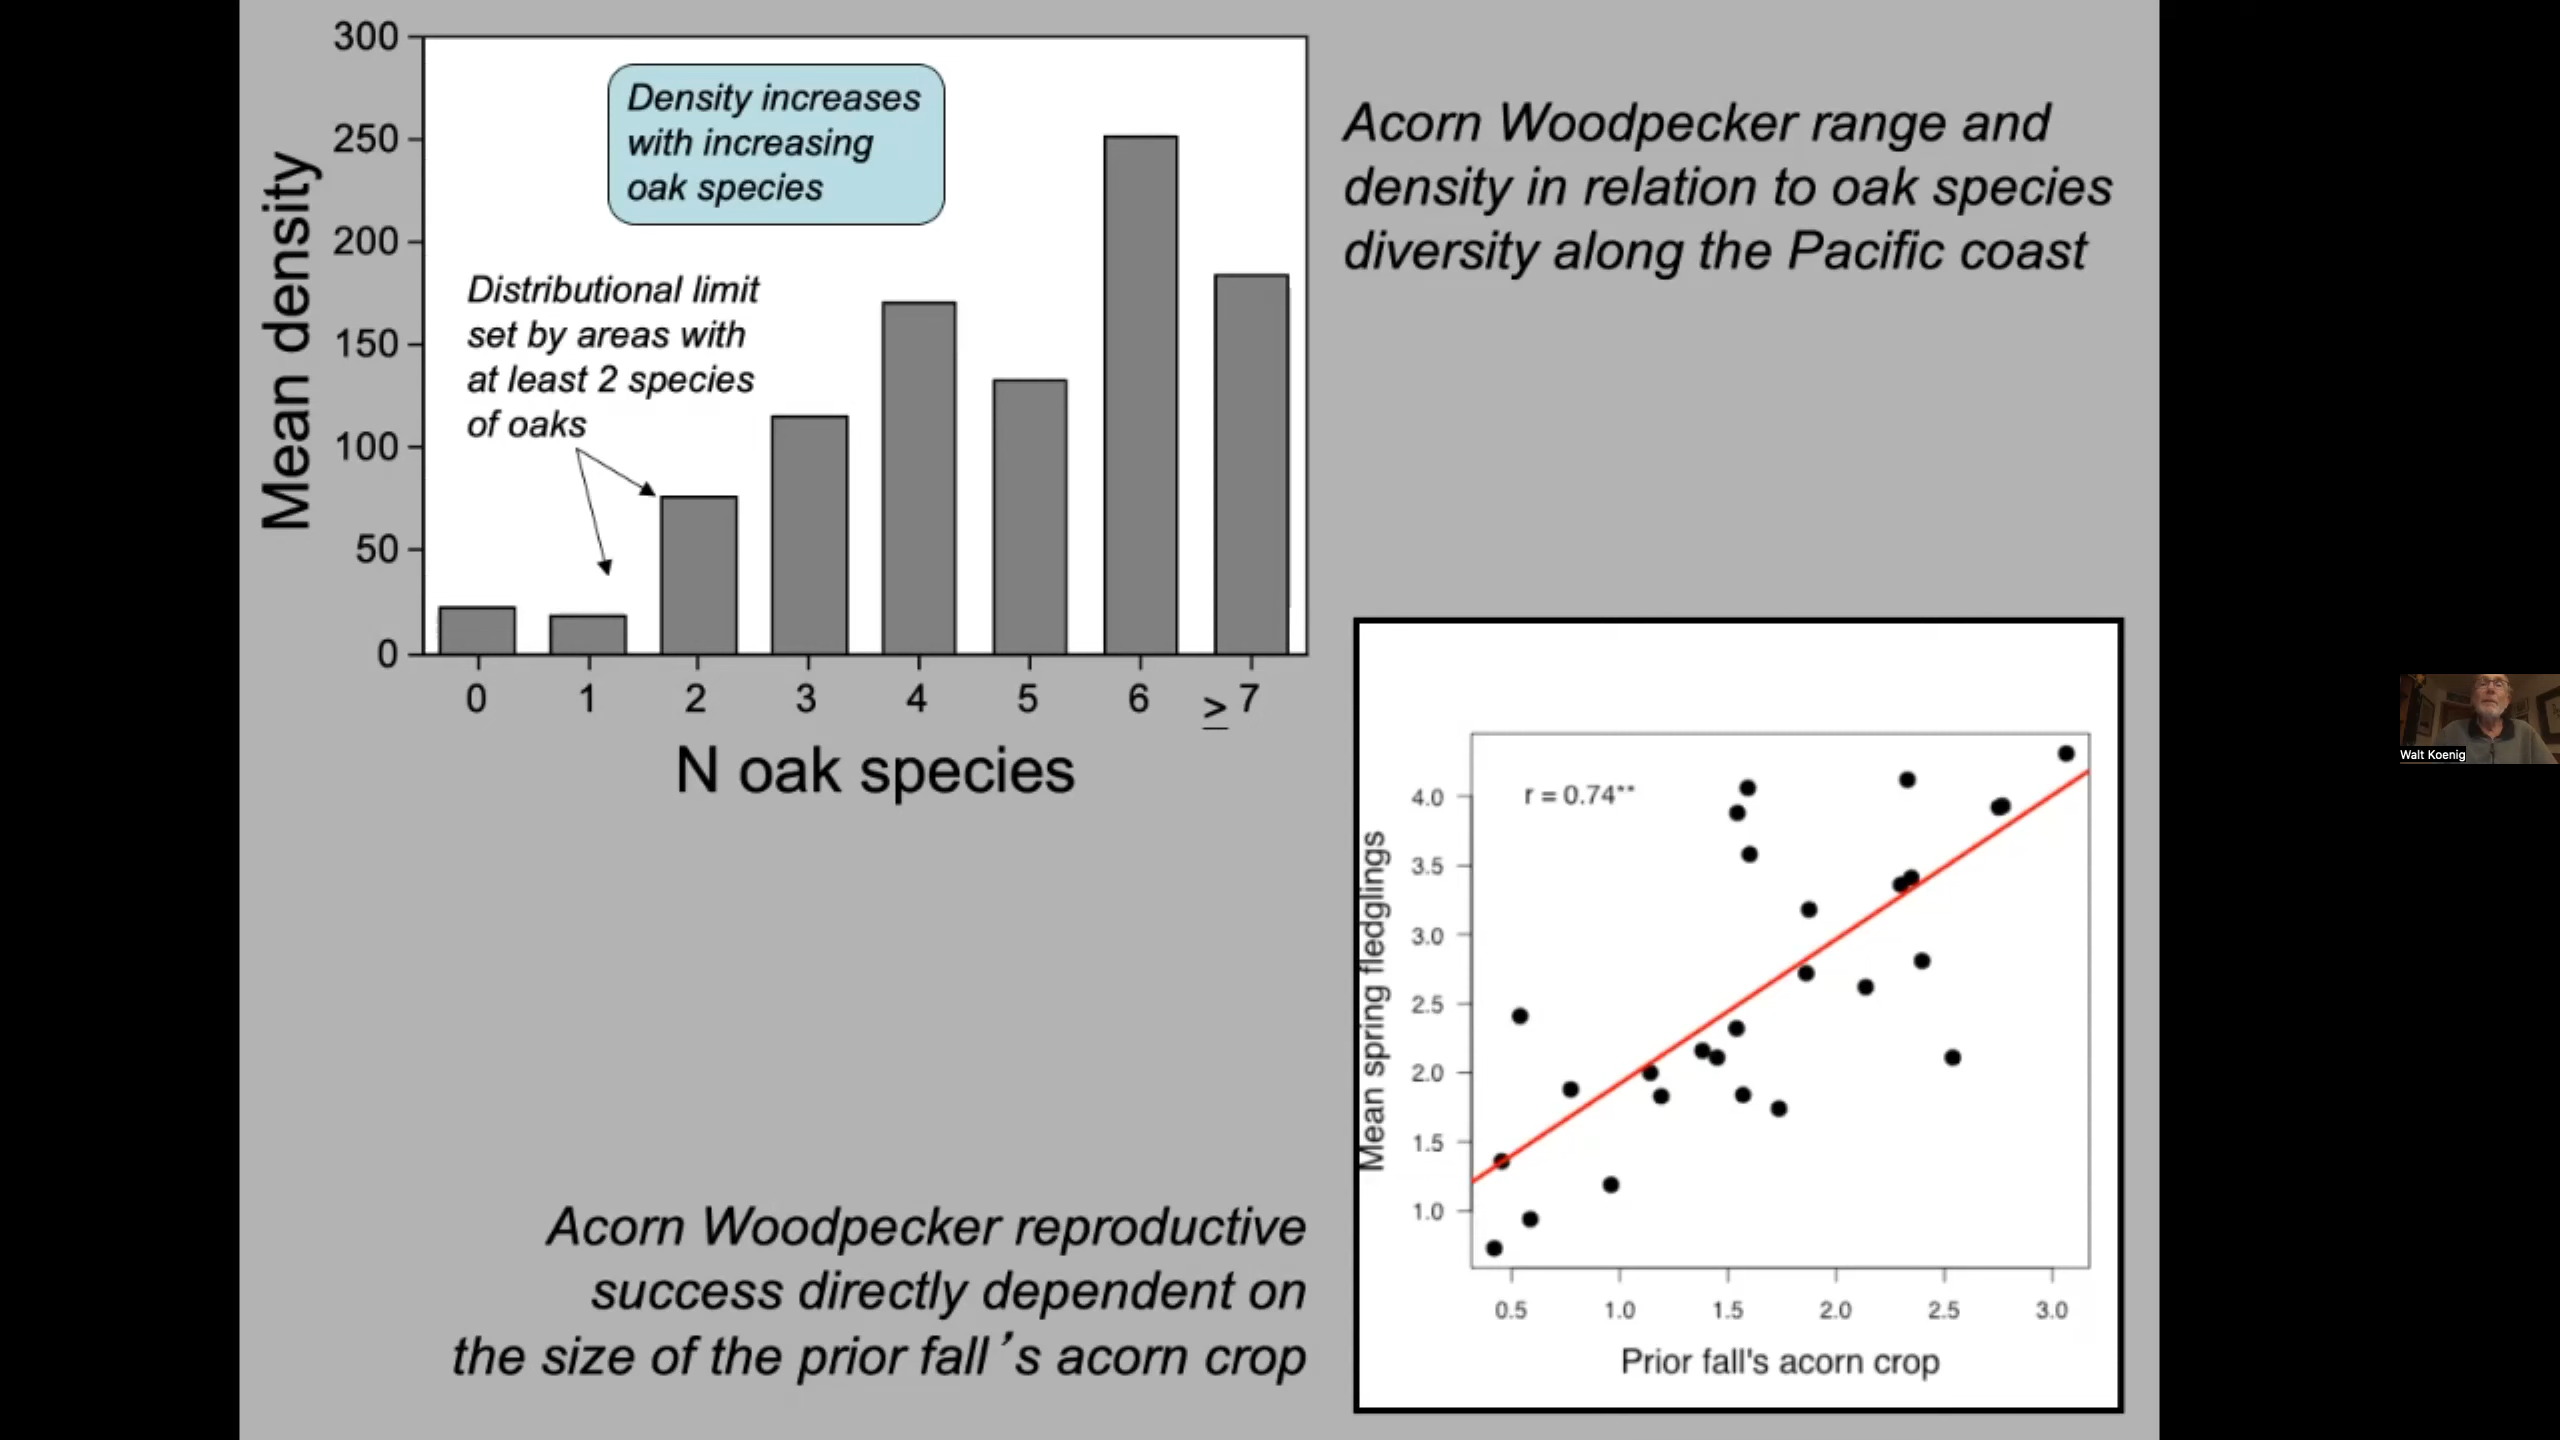 300
250
200
150
100
50
0
Mean density
Density increases
with increasing
oak species
Distributional limit
set by areas with
at least 2 species
of oaks
0 1 2 3 4 5 6 ≥ 7
N oak species
Acorn Woodpecker range and
density in relation to oak species
diversity along the Pacific coast
Walt Koenig
r = 0.74**
4.0
3.5
3.0
2.5
2.0
1.5
1.0
Mean spring fledglings
0.5 1.0 1.5 2.0 2.5 3.0
Prior fall's acorn crop
Acorn Woodpecker reproductive
success directly dependent on
the size of the prior fall’s acorn crop